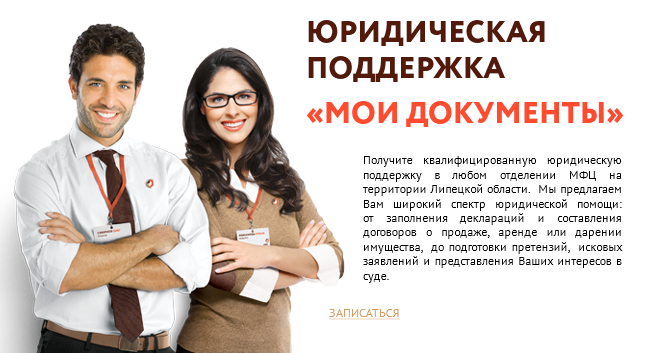 ЮРИДИЧЕСКАЯ
ПОДДЕРЖКА
«МОИ ДОКУМЕНТЫ»
Получите квалифицированную юридическую
поддержку в любом отделении МФЦ на
территории Липецкой области. Мы предлагаем
Вам широкий спектр юридической помощи:
от заполнения деклараций и составления
договоров о продаже, аренде или дарении
имущества, до подготовки претензий, исковых
заявлений и представления Ваших интересов в
суде.
ЗАПИСАТЬСЯ